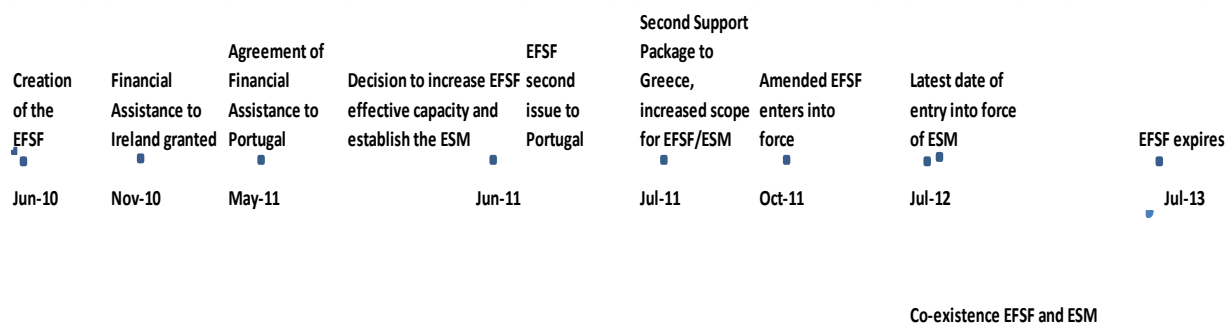 Creation
of the
EFSF
Financial
Assistance to
Ireland granted
Agreement of
Financial
Assistance to
Portugal
Decision to increase EFSF
effective capacity and
establish the ESM
EFSF
second
issue to
Portugal
Second Support
Package to
Greece,
increased scope
for EFSF/ESM
Amended EFSF
enters into
force
Latest date of
entry into force
of ESM
EFSF expires
Jun-10
Nov-10
May-11
Jun-11
Jul-11
Oct-11
Jul-12
Jul-13
Co-existence EFSF and ESM